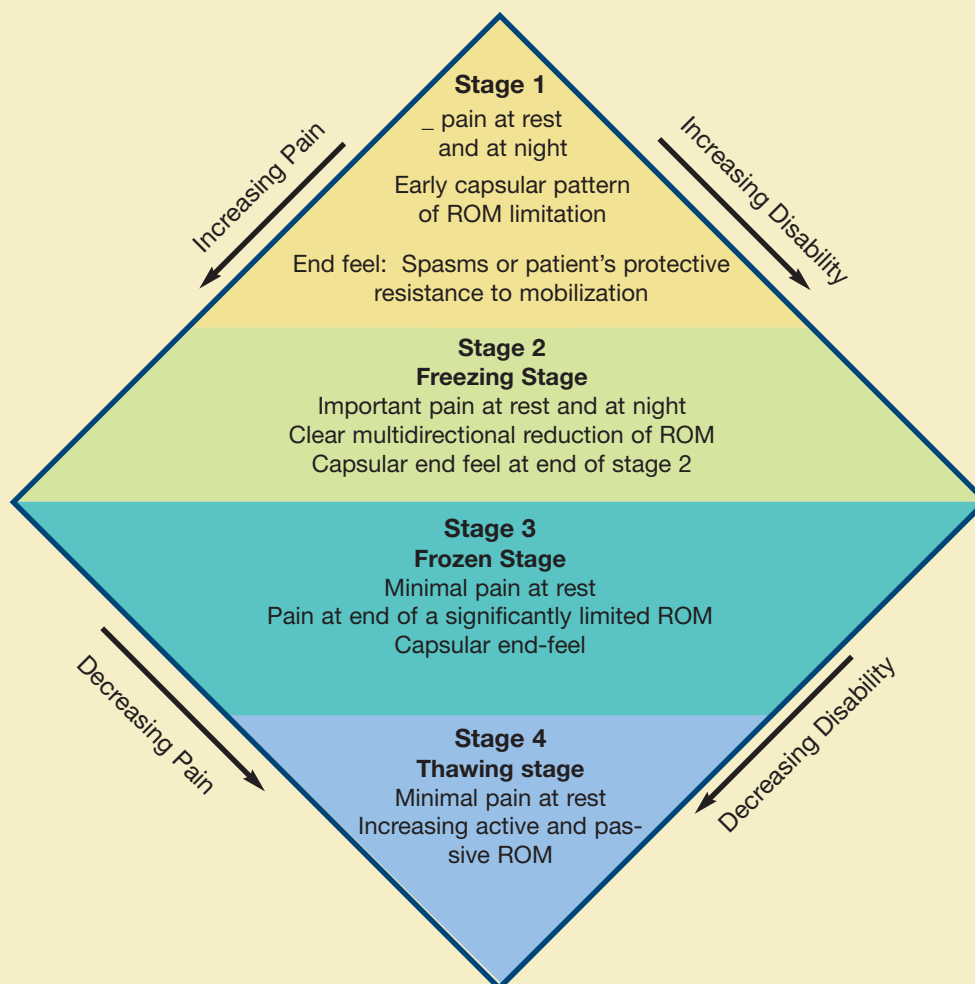 Stage 1
_ pain at rest
and at night
Early capsular pattern
of ROM limitation
End feel: Spasms or patient's protective
resistance to mobilization
Increasing Pain
Increasing Disability
Stage 2
Freezing Stage
Important pain at rest and at night
Clear multidirectional reduction of ROM
Capsular end feel at end of stage 2
Stage 3
Frozen Stage
Minimal pain at rest
Pain at end of a significantly limited ROM
Capsular end-feel
Decreasing Pain
Decreasing Disability
Stage 4
Thawing stage
Minimal pain at rest
Increasing active and pas-
sive ROM